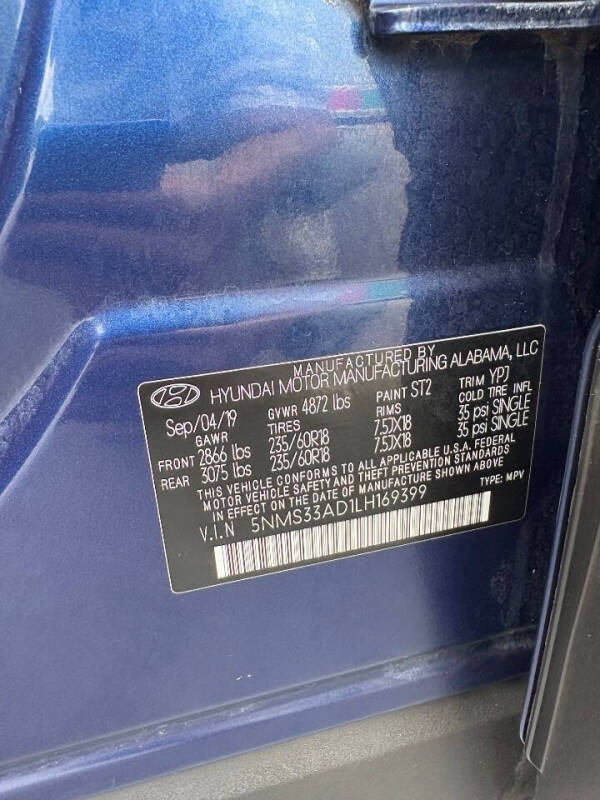 MANUFACTURED BY
HYUNDAI MOTOR MANUFACTURING ALABAMA, LLC
Sep/04/19 GVWR 4872 lbs PAINT ST2 TRIM YPJ
GAWR TIRES RIMS COLD TIRE INFL
FRONT 2866 lbs 235/60R18 7.5JX18 35 psi SINGLE
REAR 3075 lbs 235/60R18 7.5JX18 35 psi SINGLE
THIS VEHICLE CONFORMS TO ALL APPLICABLE U.S.A. FEDERAL
MOTOR VEHICLE SAFETY AND THEFT PREVENTION STANDARDS
IN EFFECT ON THE DATE OF MANUFACTURE SHOWN ABOVE.
V.I.N 5NMS33AD1LH169399 TYPE: MPV